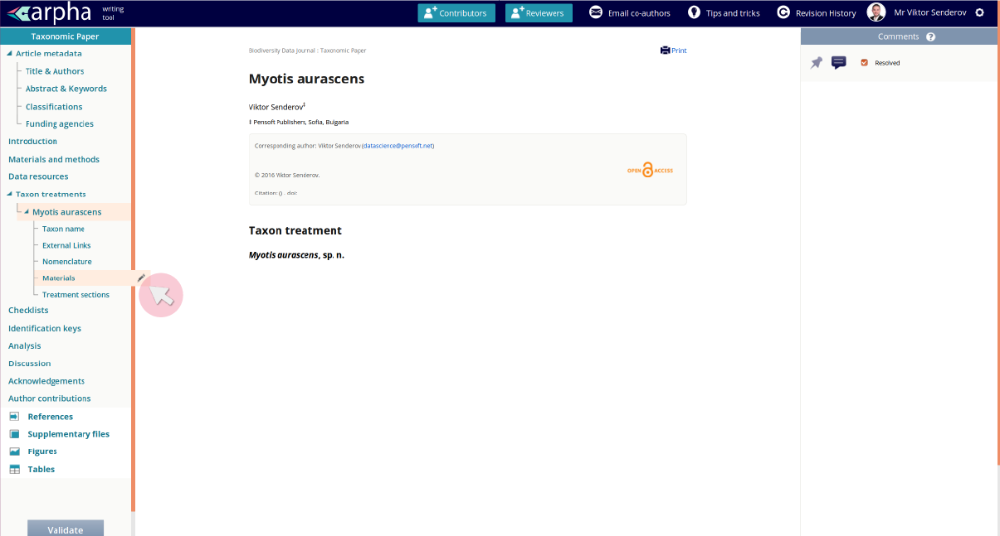 arpha writing tool
Contributors
Reviewers
Email co-authors
Tips and tricks
Revision History
Mr Viktor Senderov
Taxonomic Paper
Article metadata
Title & Authors
Abstract & Keywords
Classifications
Funding agencies
Introduction
Materials and methods
Data resources
Taxon treatments
Myotis aurascens
Taxon name
External Links
Nomenclature
Materials
Treatment sections
Checklists
Identification keys
Analysis
Discussion
Acknowledgements
Author contributions
References
Supplementary files
Figures
Tables
Validate
Biodiversity Data Journal : Taxonomic Paper
Print
Myotis aurascens
Viktor Senderov‡
‡ Pensoft Publishers, Sofia, Bulgaria
Corresponding author: Viktor Senderov (datascience@pensoft.net)
OPEN ACCESS
© 2016 Viktor Senderov.
Citation: () . doi:
Taxon treatment
Myotis aurascens, sp. n.
Comments ?
Resolved